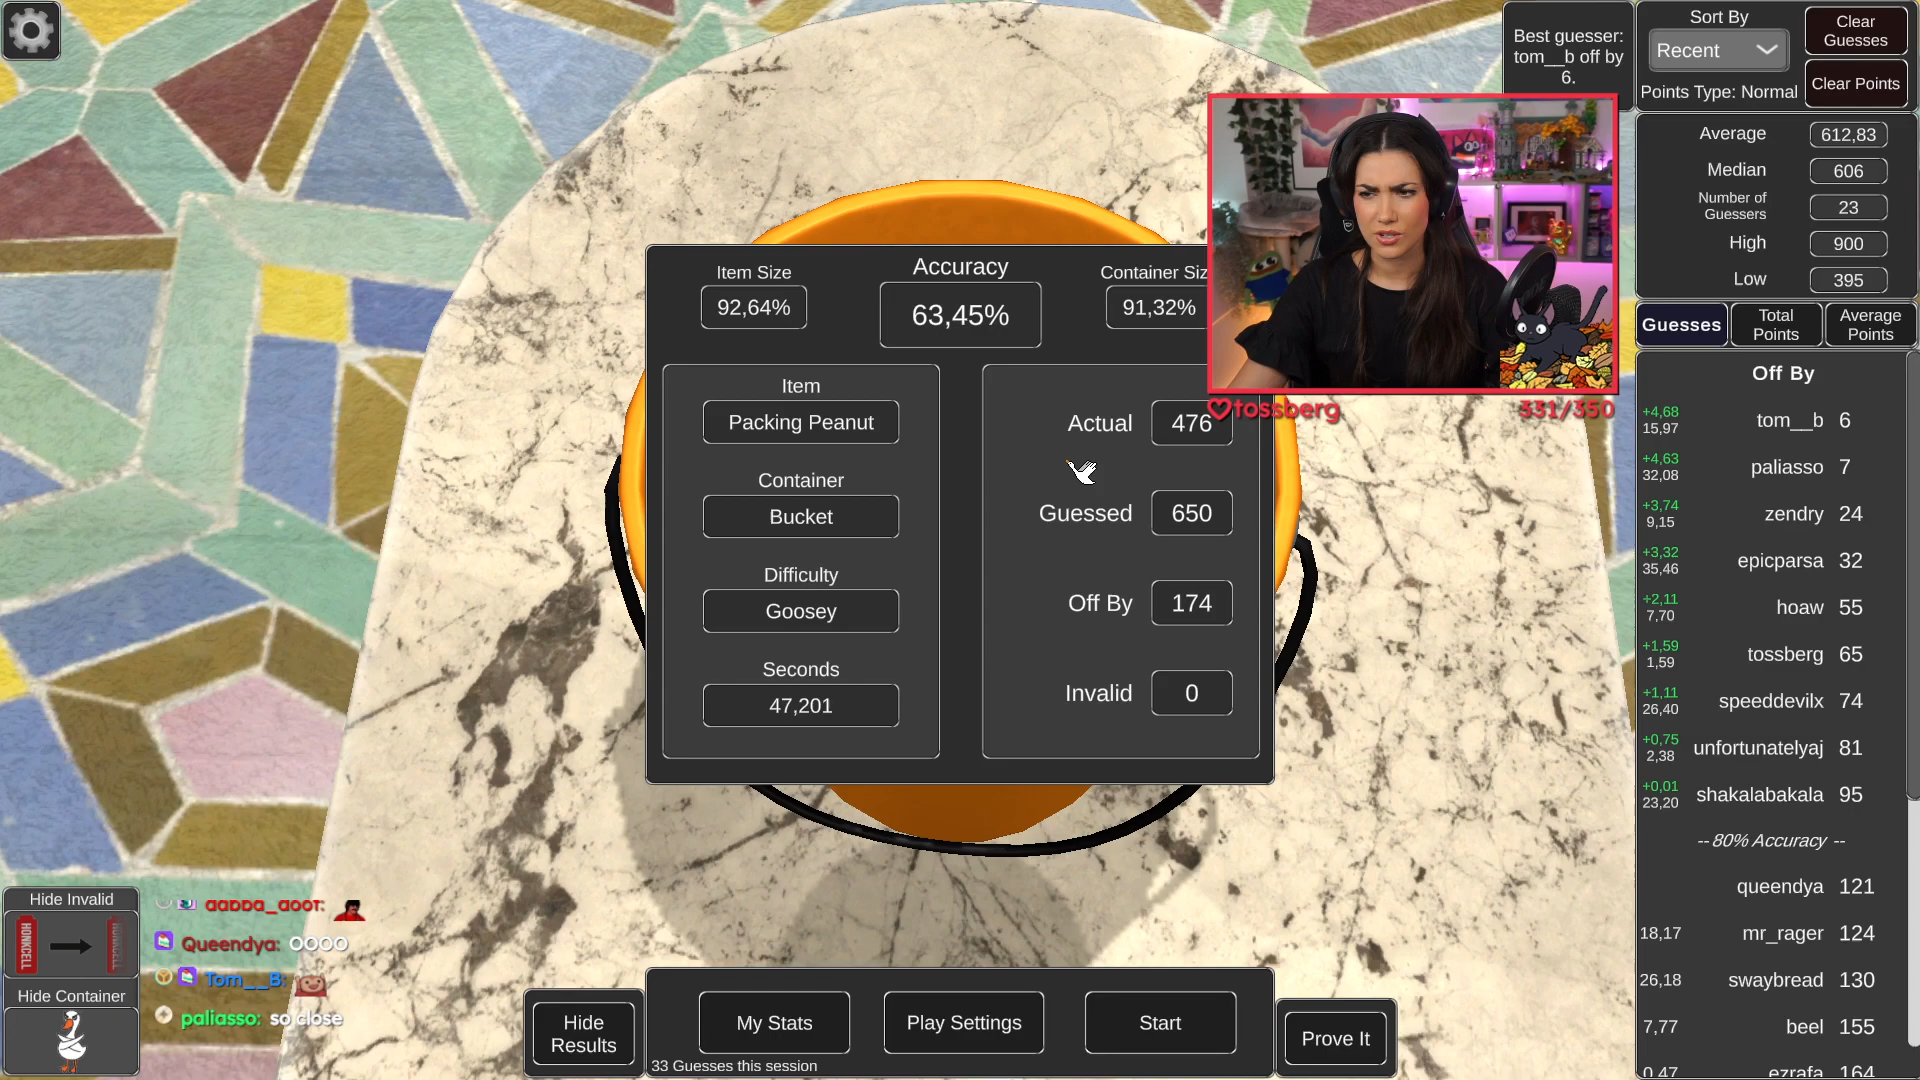 Best guesser:
tom__b off by
6.
Sort By
Recent
Points Type: Normal
Clear
Guesses
Clear Points
Average 612,83
Median 606
Number of
Guessers 23
High 900
Low 395
Guesses
Total
Points
Average
Points
Off By
+4,68
15,97 tom__b 6
+4,63
32,08 paliasso 7
+3,74
9,15 zendry 24
+3,32
35,46 epicparsa 32
+2,11
7,70 hoaw 55
+1,59
1,59 tossberg 65
+1,11
26,40 speeddevilx 74
+0,75
2,38 unfortunatelyaj 81
+0,01
23,20 shakalabakala 95
-- 80% Accuracy --
queendya 121
18,17 mr_rager 124
26,18 swaybread 130
7,77 beel 155
0,47 ezrafa 164
Item Size
92,64%
Accuracy
63,45%
Container Siz
91,32%
Item
Packing Peanut
Container
Bucket
Difficulty
Goosey
Seconds
47,201
Actual 476
Guessed 650
Off By 174
Invalid 0
tossberg 331/350
Hide Invalid
HONKCELL
Hide Container
Queendya: OOOO
Tom__B:
paliasso: so close
Hide
Results
My Stats
Play Settings
Start
Prove It
33 Guesses this session